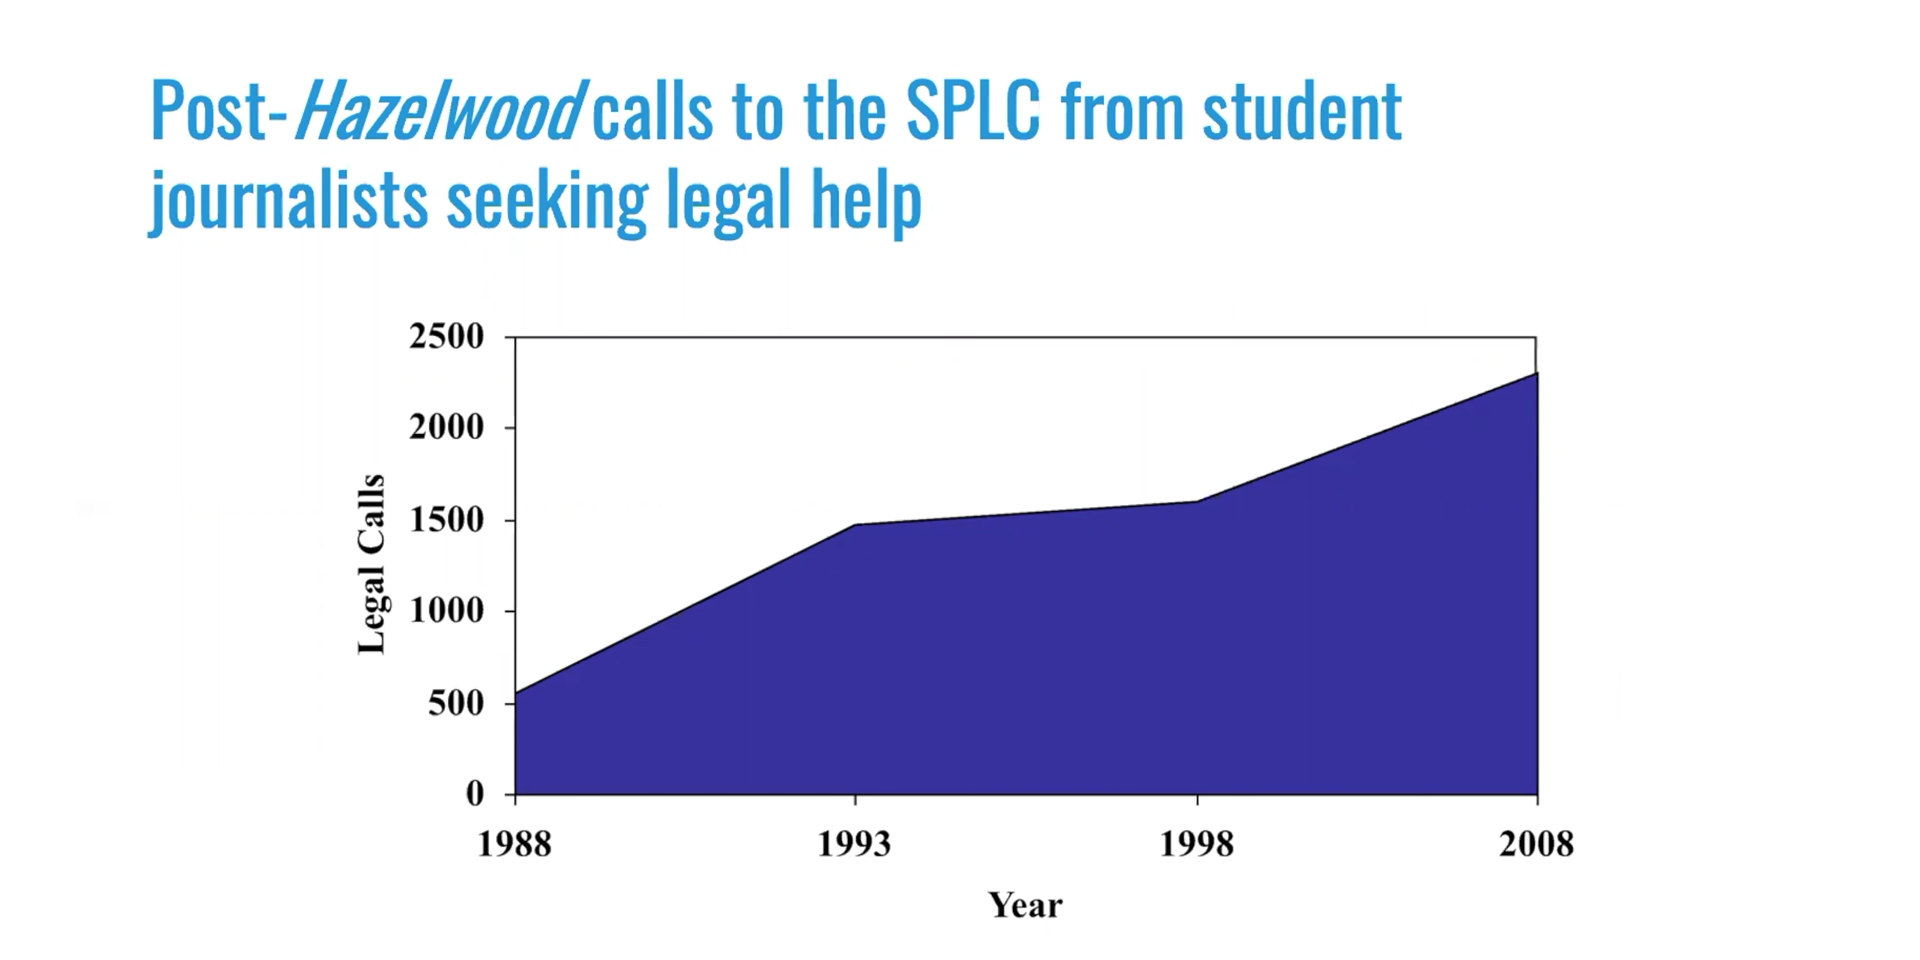 Post-Hazelwood calls to the SPLC from student
journalists seeking legal help
2500
2000
1500
1000
500
0
Legal Calls
1988 1993 1998 2008
Year